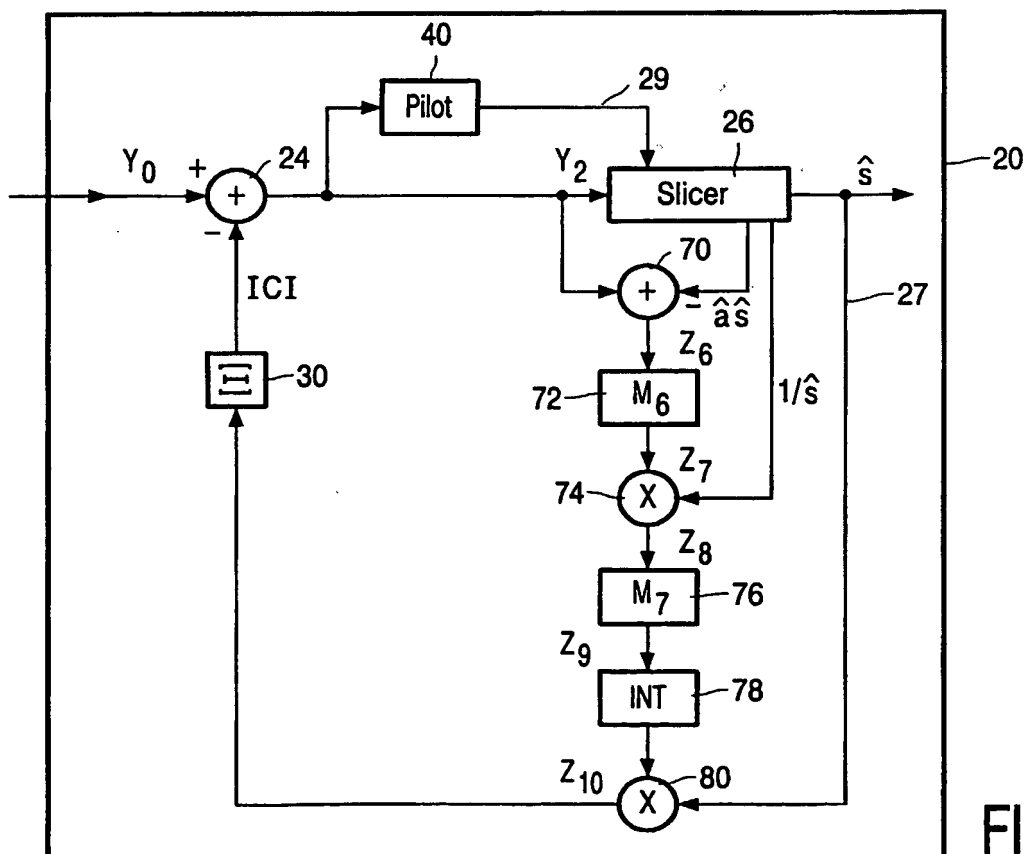 40
Pilot
29
Y0
+
24
+
−
Y2
26
Slicer
ŝ
20
ICI
70
+
−
âŝ
27
Ξ
30
Z6
72
M6
1/ŝ
Z7
74
X
Z8
M7
76
Z9
INT
78
Z10
X
80
FI